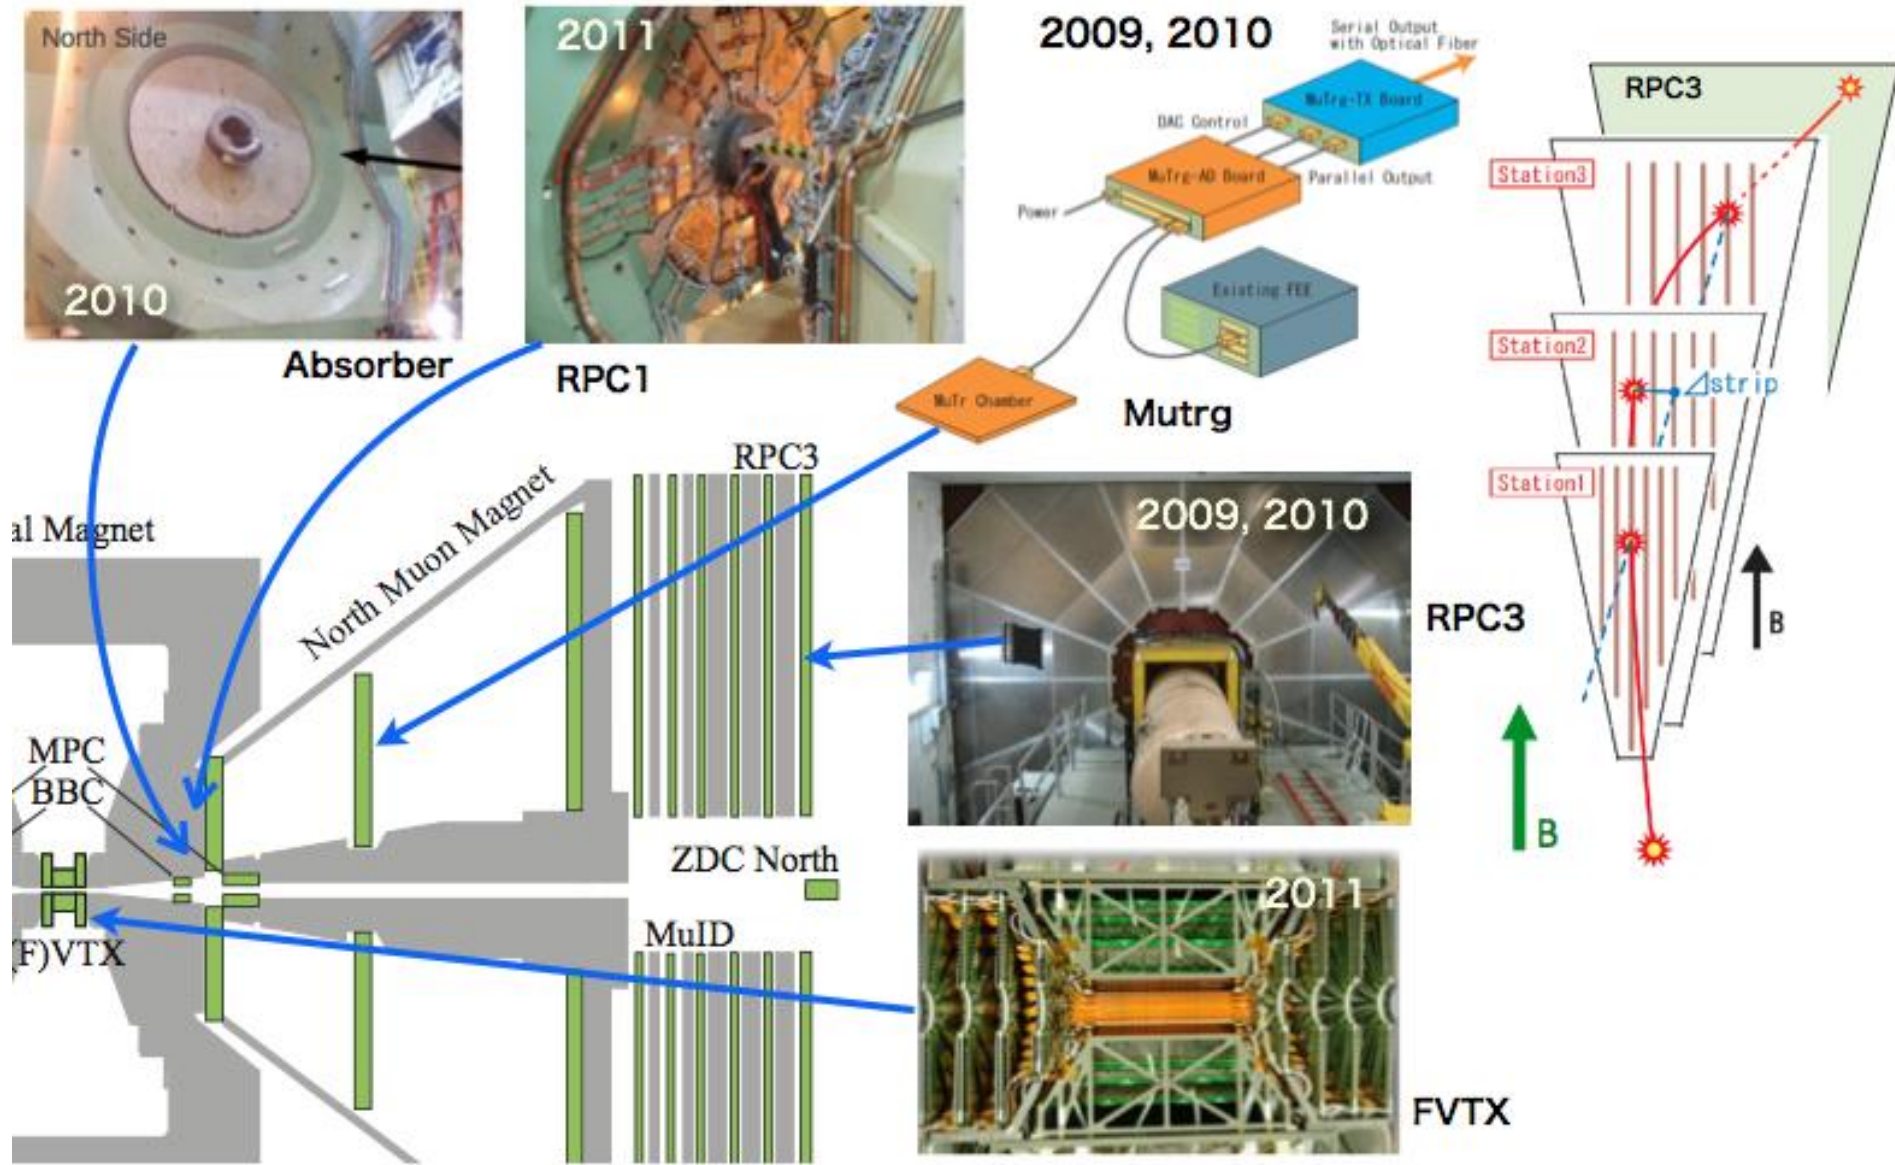 North Side
2010
Absorber
2011
RPC1
2009, 2010
Serial Output
with Optical Fiber
MuTrg-TX Board
DAC Control
MuTrg-AD Board
Parallel Output
Power
Existing FEE
MuTr Chamber
Mutrg
RPC3
Station3
Station2
⊿strip
Station1
B
B
al Magnet
North Muon Magnet
RPC3
MPC
BBC
(F)VTX
ZDC North
MuID
2009, 2010
RPC3
2011
FVTX